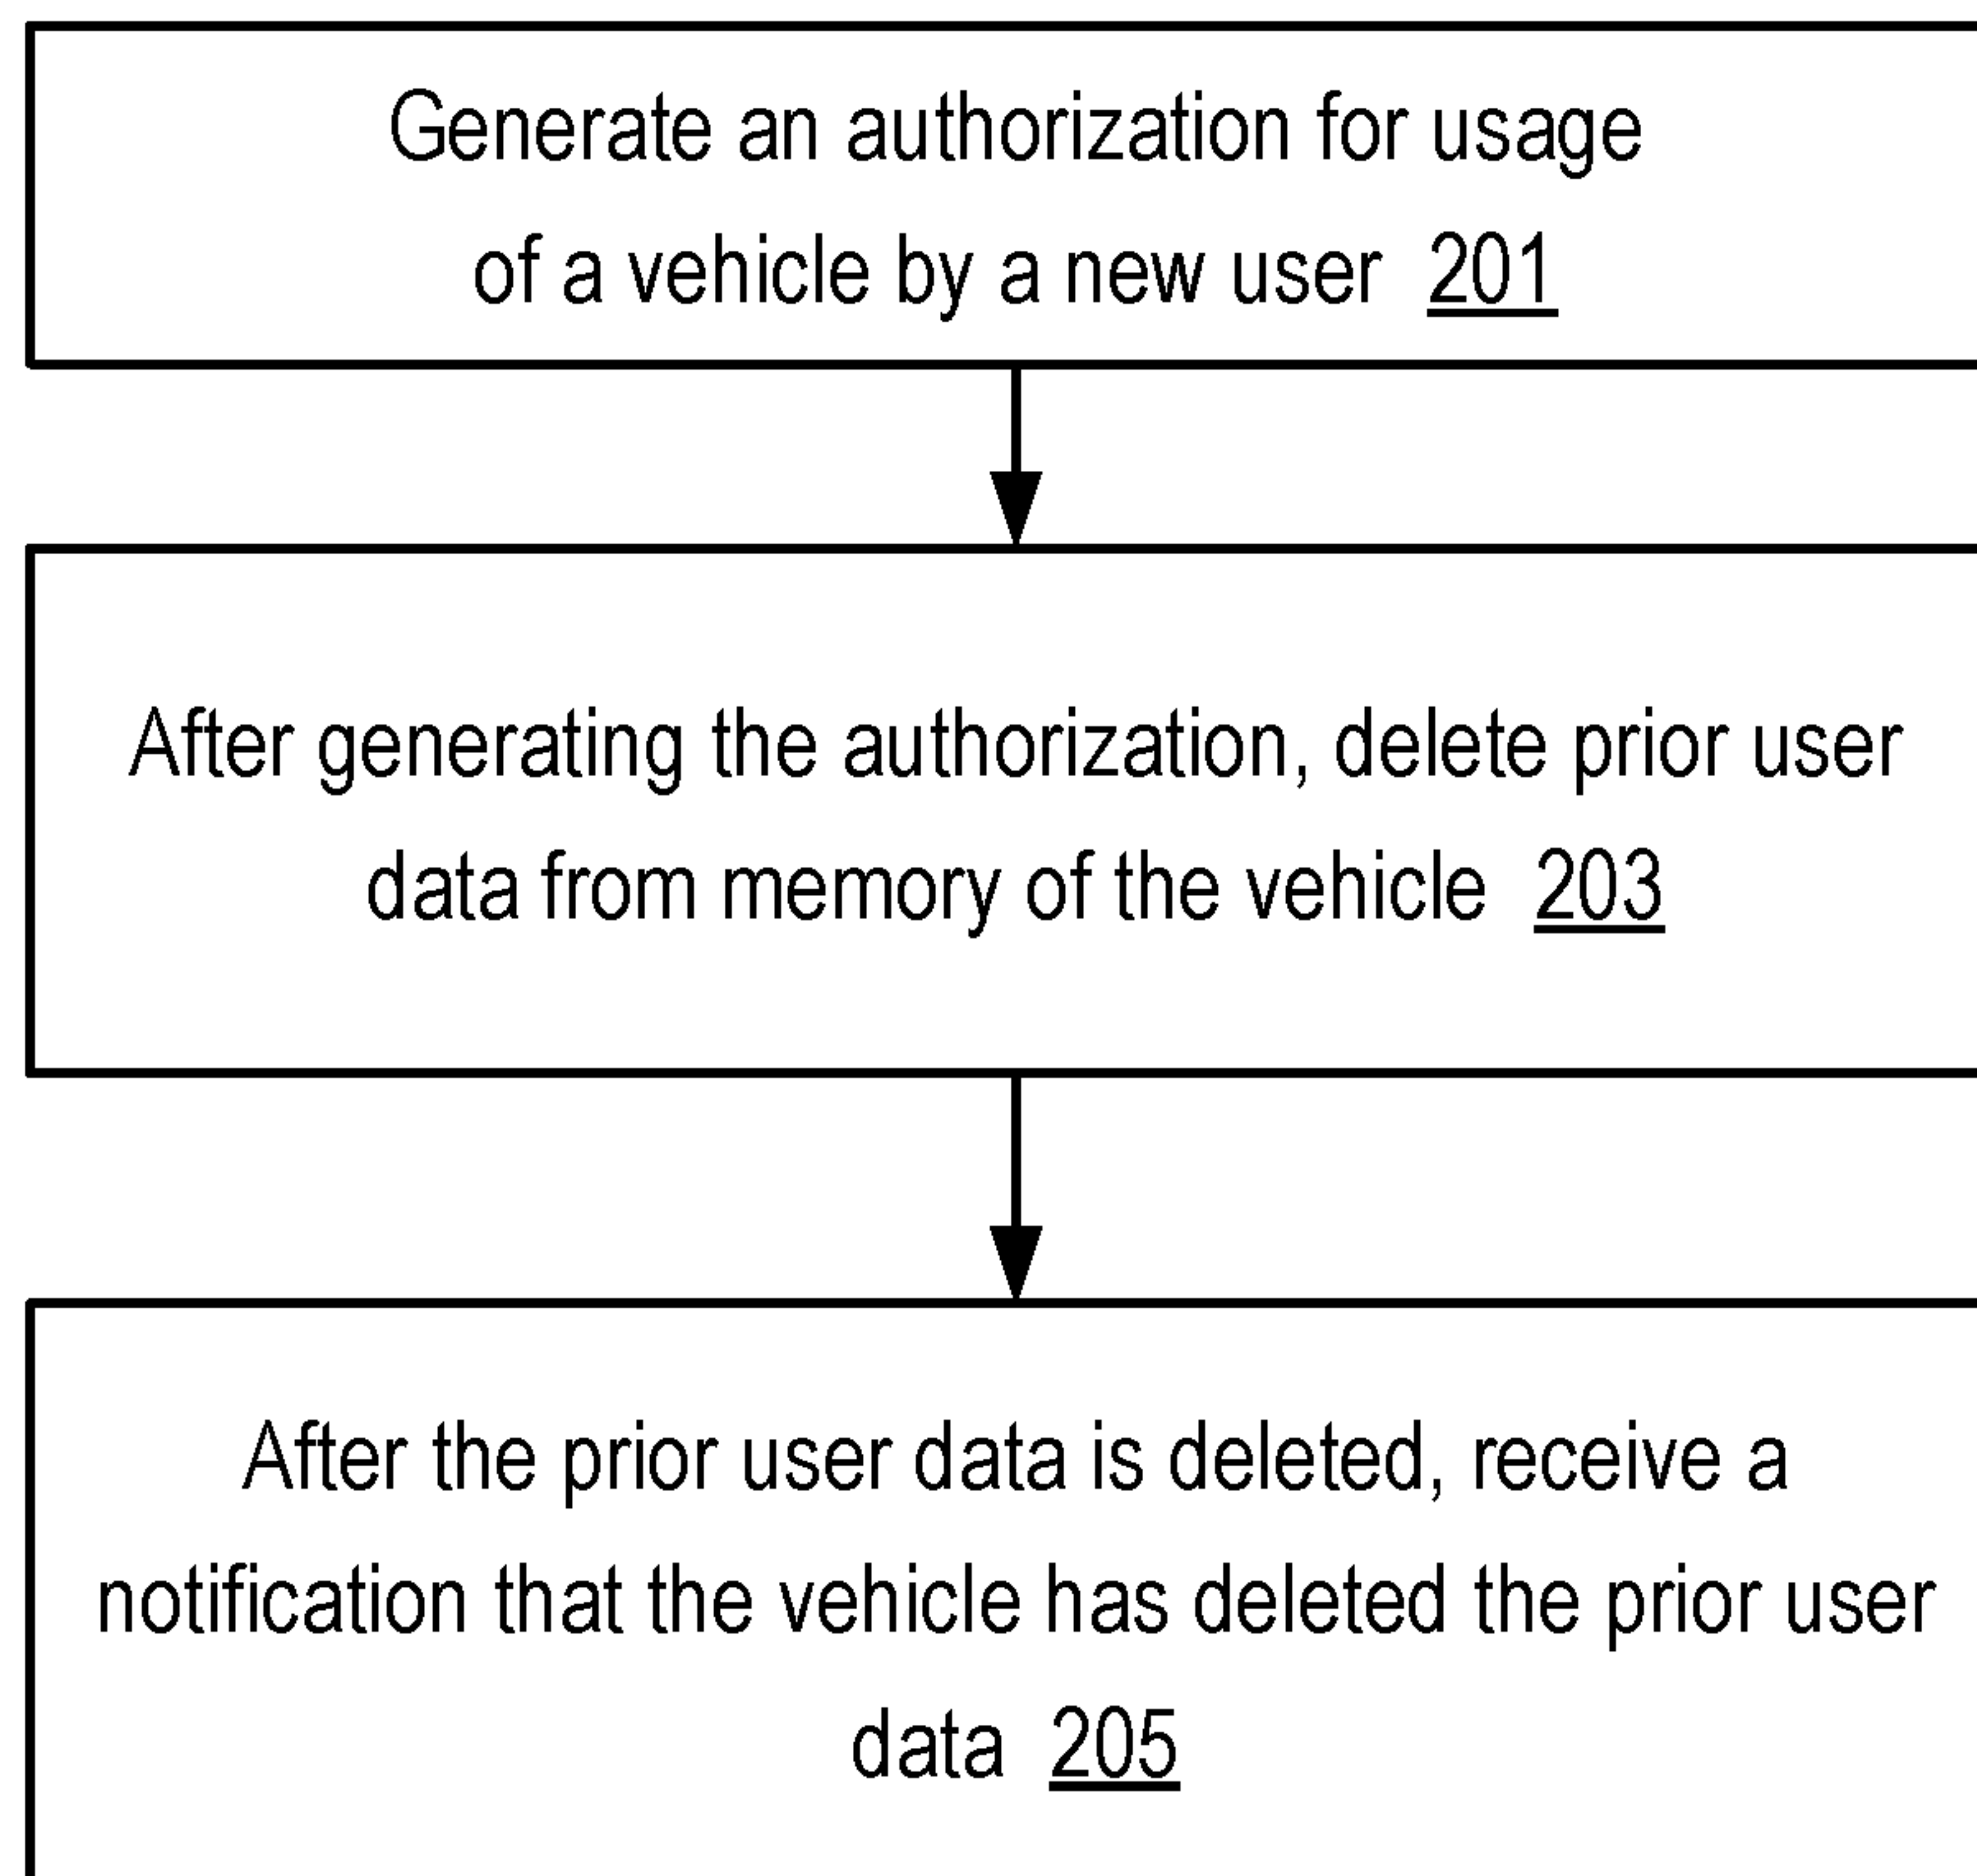 Generate an authorization for usage
of a vehicle by a new user 201
After generating the authorization, delete prior user
data from memory of the vehicle 203
After the prior user data is deleted, receive a
notification that the vehicle has deleted the prior user
data 205